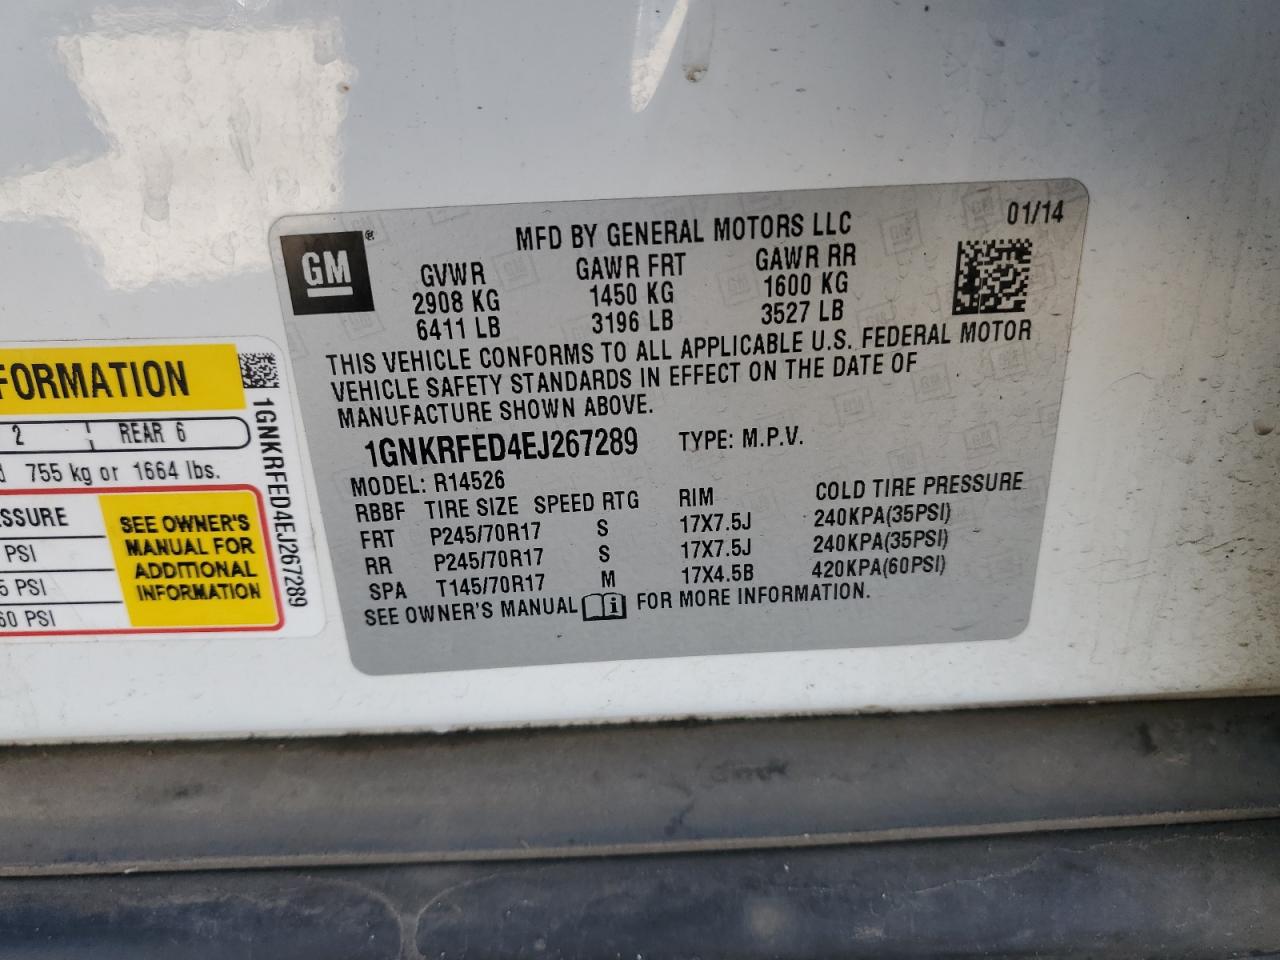 GM
MFD BY GENERAL MOTORS LLC
01/14
GVWR GAWR FRT GAWR RR
2908 KG 1450 KG 1600 KG
6411 LB 3196 LB 3527 LB
THIS VEHICLE CONFORMS TO ALL APPLICABLE U.S. FEDERAL MOTOR
VEHICLE SAFETY STANDARDS IN EFFECT ON THE DATE OF
MANUFACTURE SHOWN ABOVE.
1GNKRFED4EJ267289 TYPE: M.P.V.
MODEL: R14526
RBBF TIRE SIZE SPEED RTG RIM COLD TIRE PRESSURE
FRT P245/70R17 S 17X7.5J 240KPA(35PSI)
RR P245/70R17 S 17X7.5J 240KPA(35PSI)
SPA T145/70R17 M 17X4.5B 420KPA(60PSI)
SEE OWNER'S MANUAL FOR MORE INFORMATION.
FORMATION
2 REAR 6
755 kg or 1664 lbs.
SSURE
PSI
5 PSI
60 PSI
SEE OWNER'S
MANUAL FOR
ADDITIONAL
INFORMATION
1GNKRFED4EJ267289